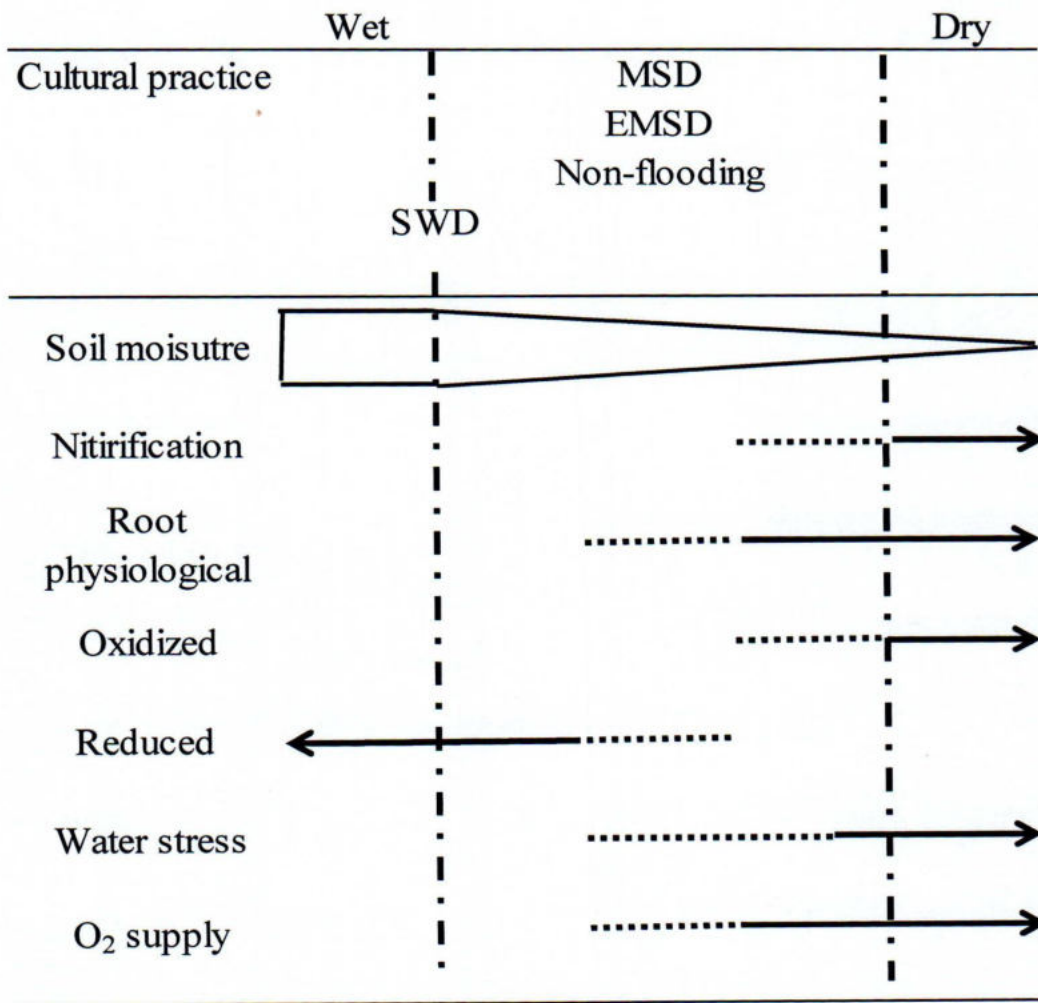 Wet Dry
Cultural practice MSD
EMSD
Non-flooding
SWD
Soil moisutre
Nitirification
Root
physiological
Oxidized
Reduced
Water stress
O₂ supply